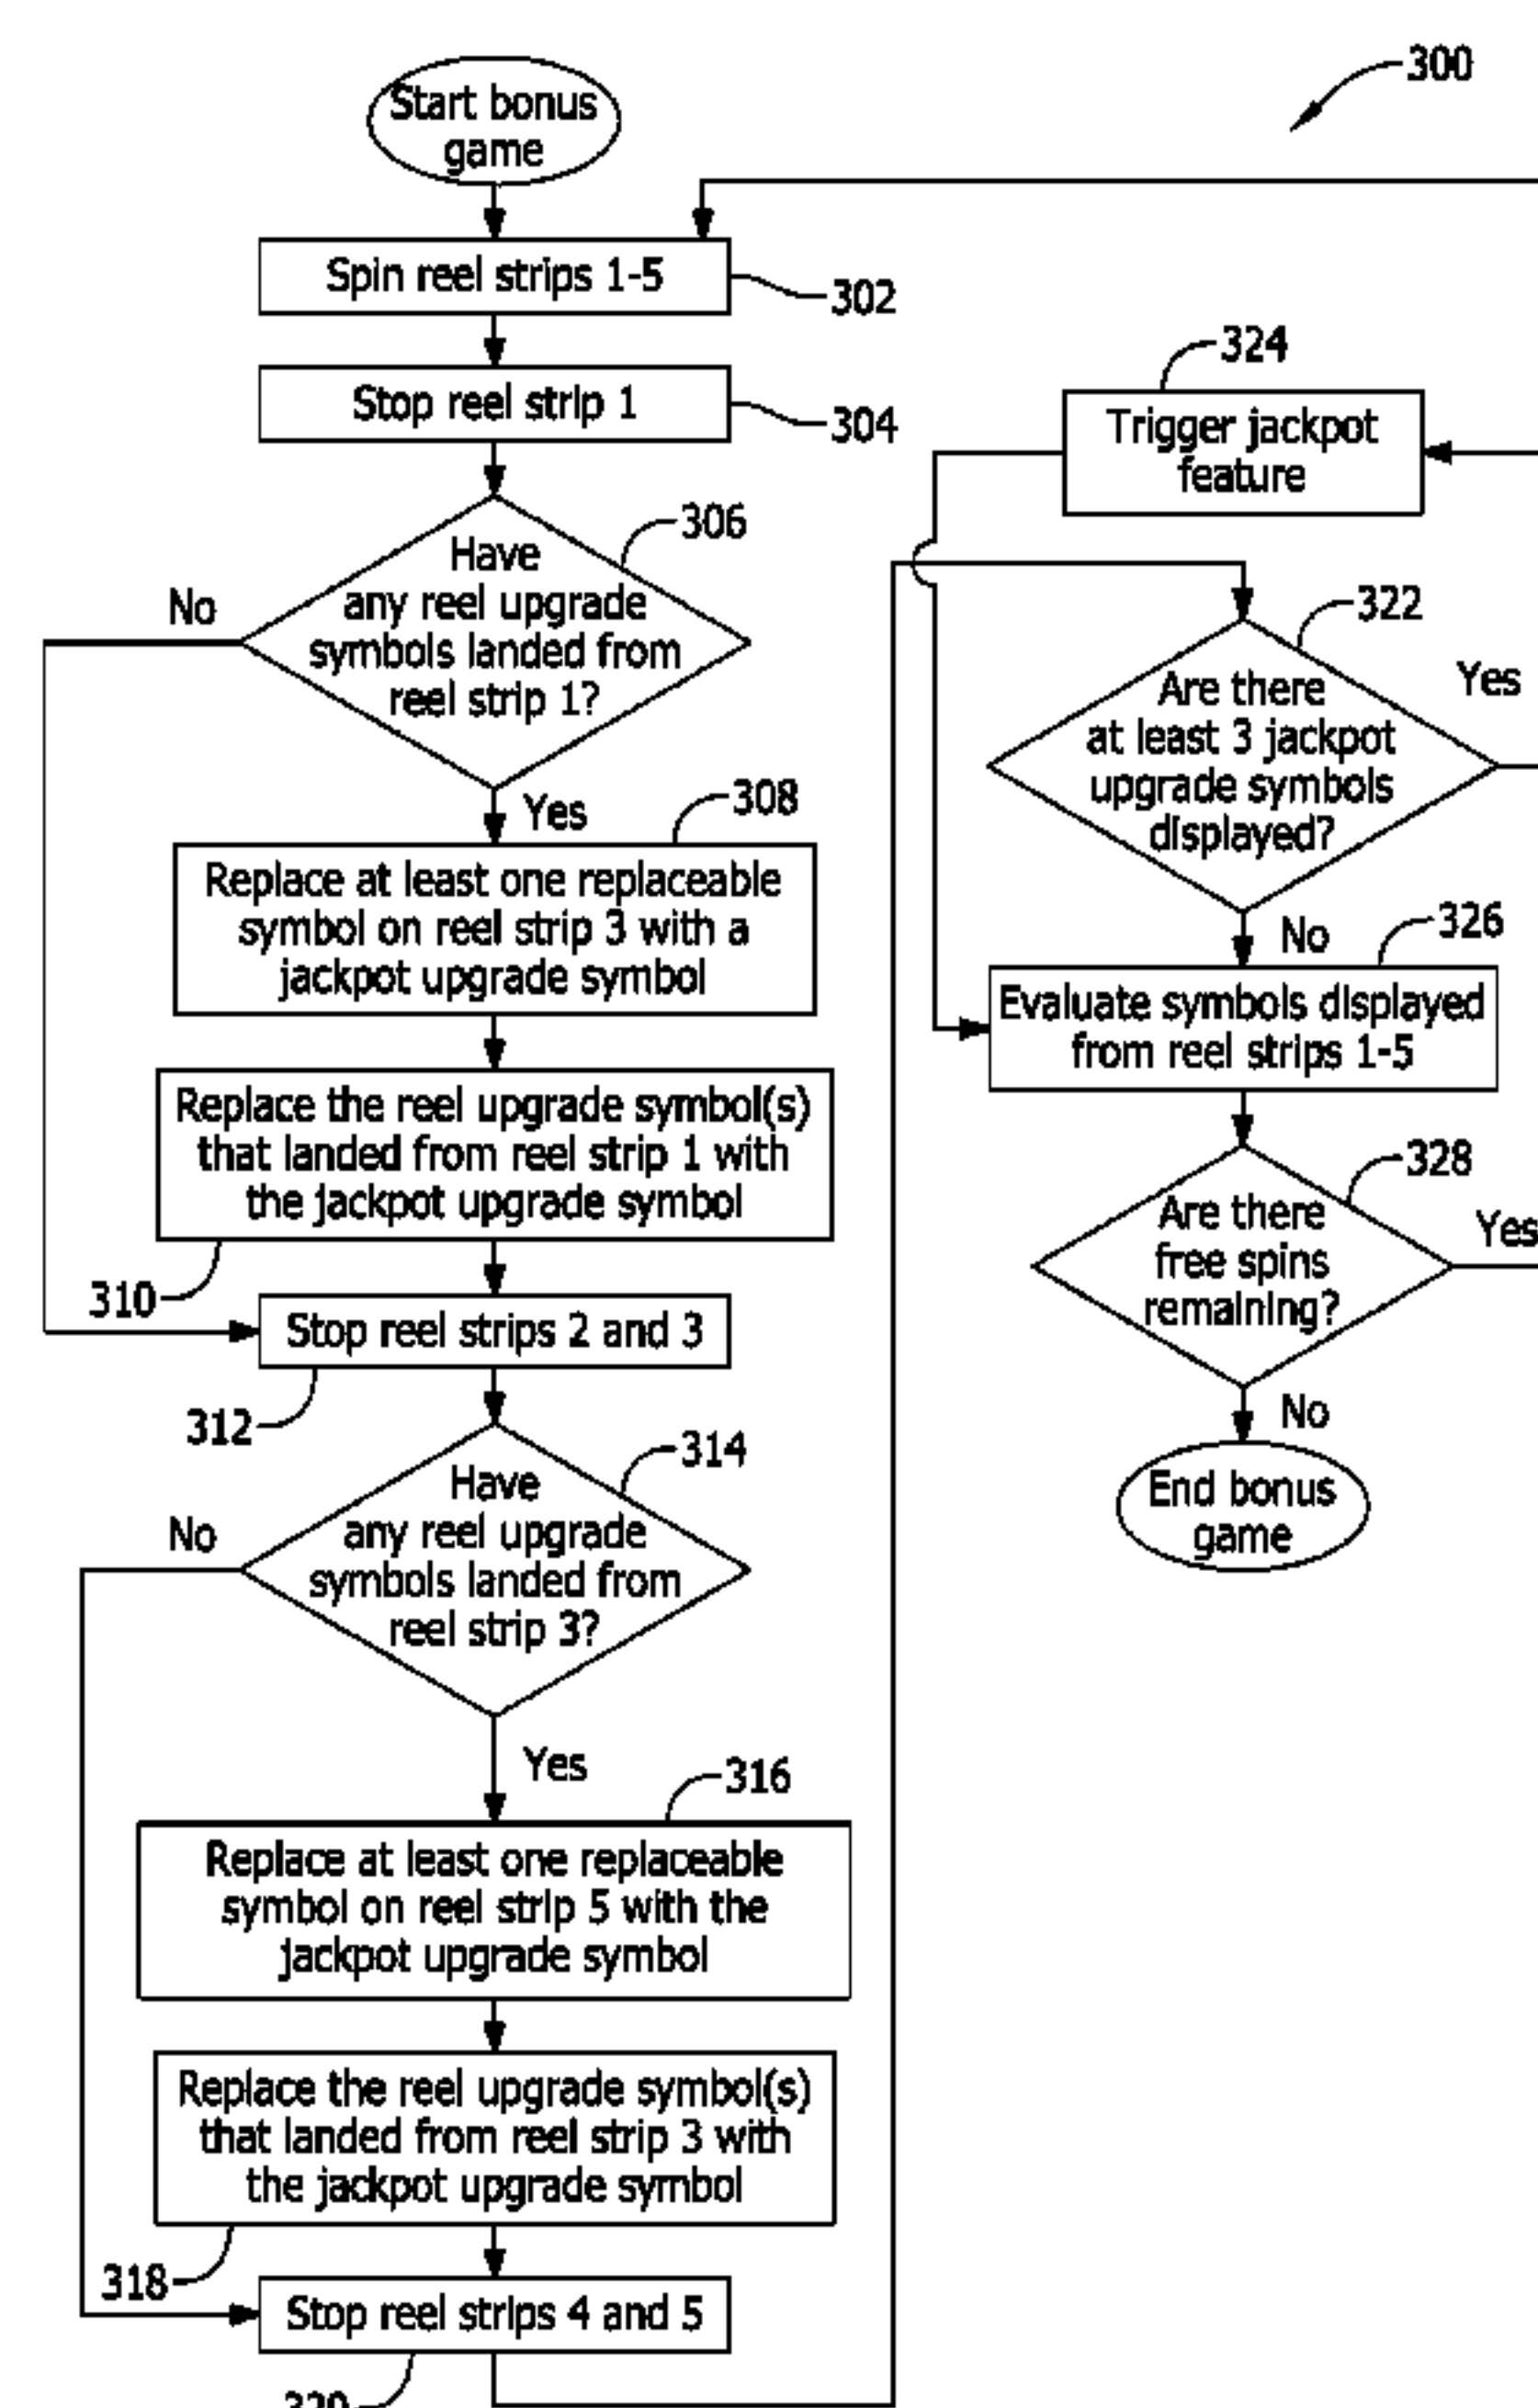 300
Start bonus
game
Spin reel strips 1-5
302
Stop reel strip 1
304
Have
any reel upgrade
symbols landed from
reel strip 1?
306
No
Yes
308
Replace at least one replaceable
symbol on reel strip 3 with a
jackpot upgrade symbol
Replace the reel upgrade symbol(s)
that landed from reel strip 1 with
the jackpot upgrade symbol
310
Stop reel strips 2 and 3
312
314
Have
any reel upgrade
symbols landed from
reel strip 3?
No
Yes
316
Replace at least one replaceable
symbol on reel strip 5 with the
jackpot upgrade symbol
Replace the reel upgrade symbol(s)
that landed from reel strip 3 with
the jackpot upgrade symbol
318
Stop reel strips 4 and 5
324
Trigger jackpot
feature
322
Are there
at least 3 jackpot
upgrade symbols
displayed?
Yes
No
326
Evaluate symbols displayed
from reel strips 1-5
328
Are there
free spins
remaining?
Yes
No
End bonus
game